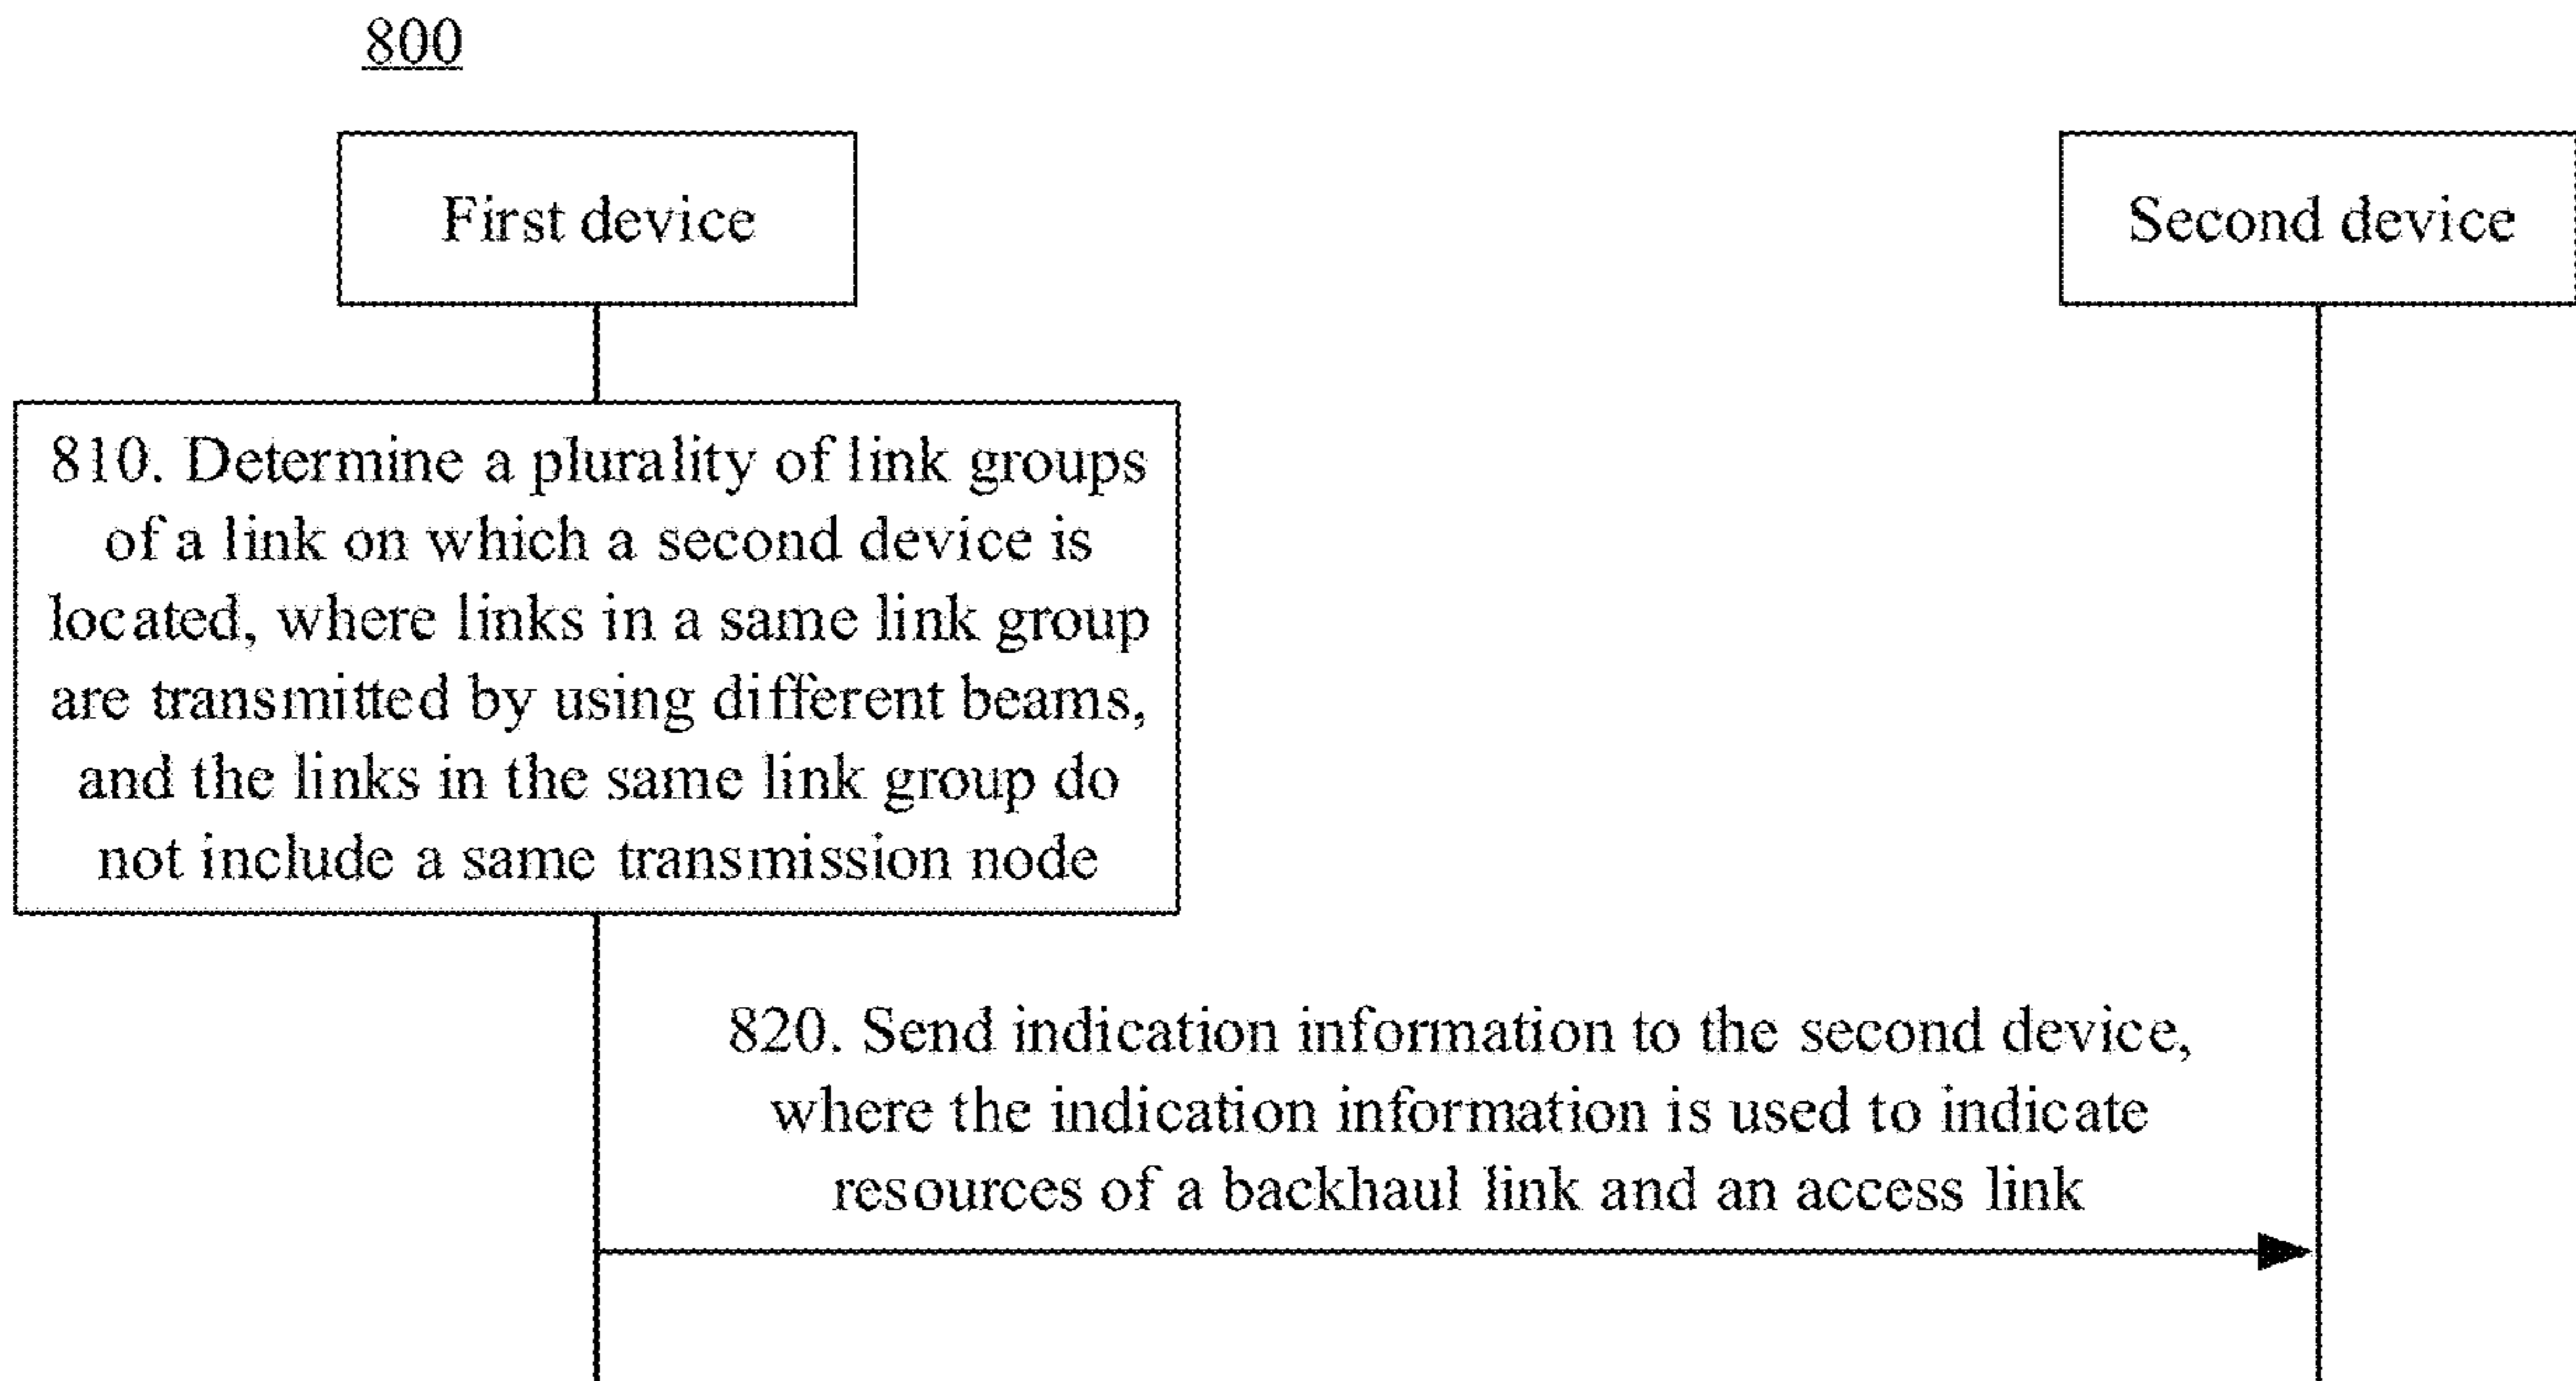 800
First device
Second device
810. Determine a plurality of link groups
of a link on which a second device is
located, where links in a same link group
are transmitted by using different beams,
and the links in the same link group do
not include a same transmission node
820. Send indication information to the second device,
where the indication information is used to indicate
resources of a backhaul link and an access link